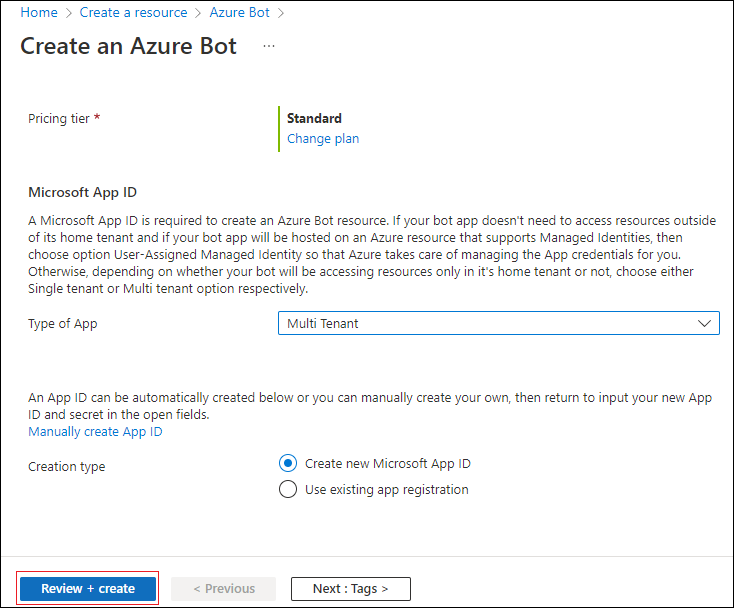 Home > Create a resource > Azure Bot >
Create an Azure Bot ...
Pricing tier *
Standard
Change plan
Microsoft App ID
A Microsoft App ID is required to create an Azure Bot resource. If your bot app doesn't need to access resources outside
of its home tenant and if your bot app will be hosted on an Azure resource that supports Managed Identities, then
choose option User-Assigned Managed Identity so that Azure takes care of managing the App credentials for you.
Otherwise, depending on whether your bot will be accessing resources only in it's home tenant or not, choose either
Single tenant or Multi tenant option respectively.
Type of App
Multi Tenant
An App ID can be automatically created below or you can manually create your own, then return to input your new App
ID and secret in the open fields.
Manually create App ID
Creation type
Create new Microsoft App ID
Use existing app registration
Review + create
< Previous
Next : Tags >